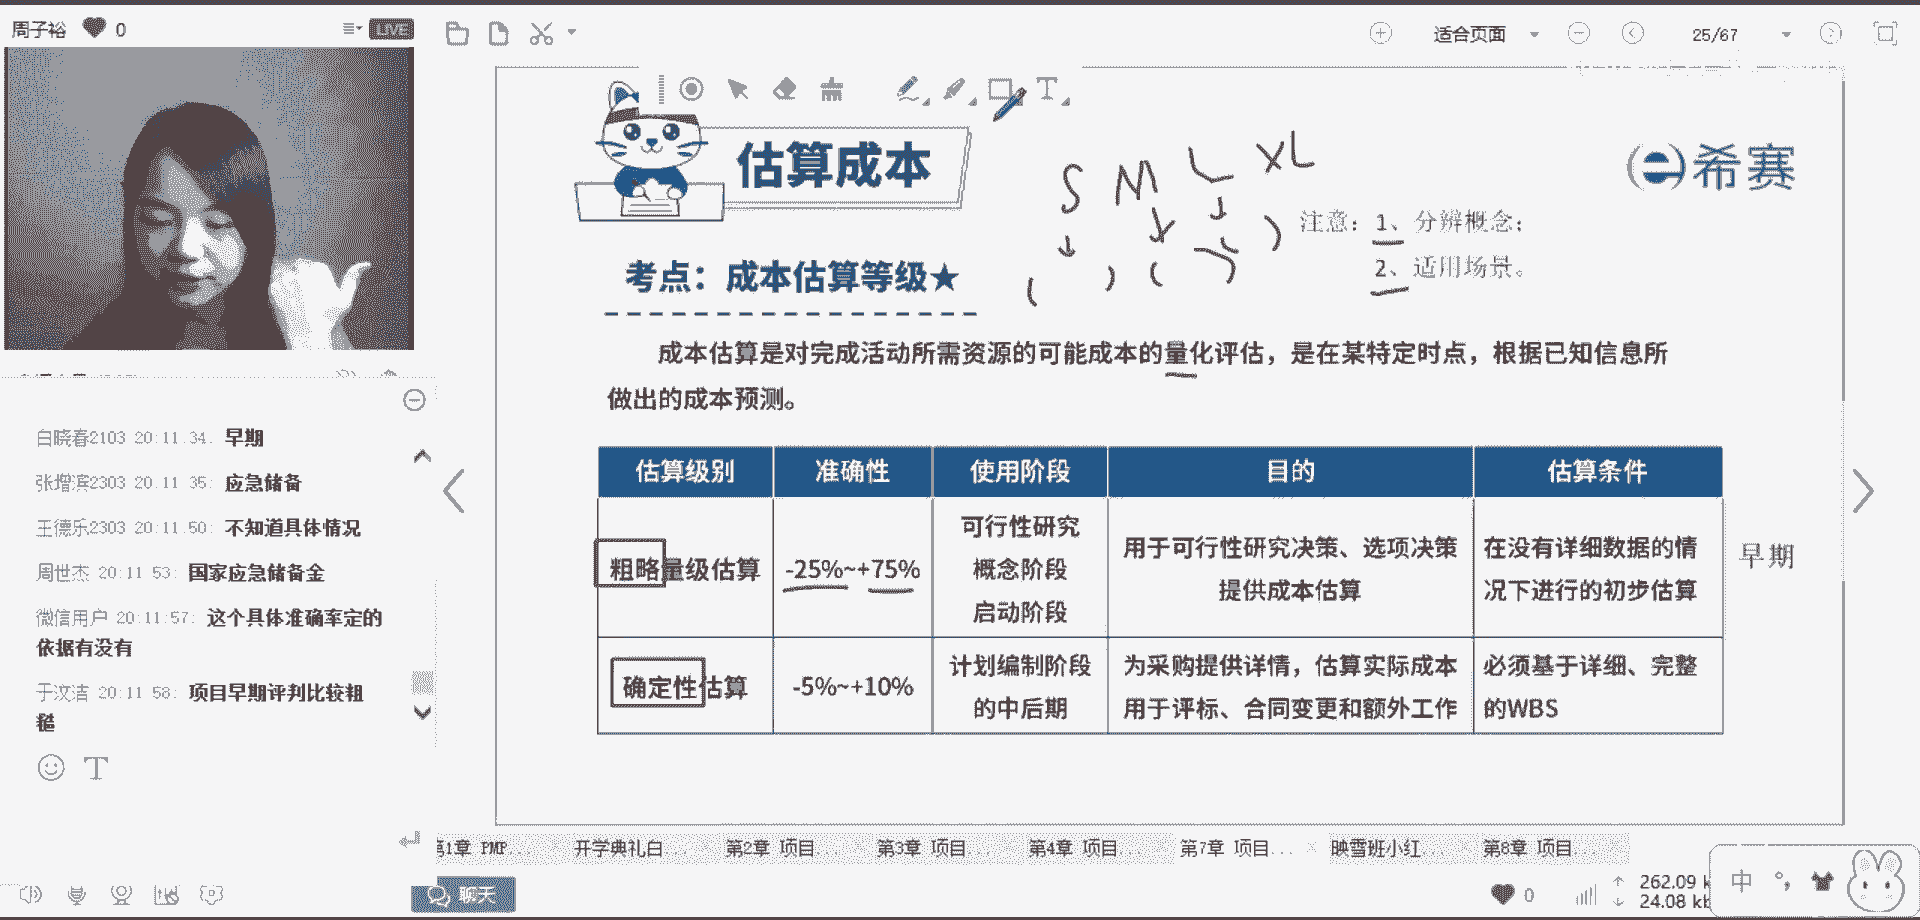 周子裕 0
LIVE
适合页面
25/67
估算成本
S M L XL
希赛
注意：1、分辨概念；
2、适用场景。
考点：成本估算等级★
成本估算是对完成活动所需资源的可能成本的量化评估，是在某特定时点，根据已知信息所
做出的成本预测。
估算级别 准确性 使用阶段 目的 估算条件
粗略量级估算 -25%~+75% 可行性研究 概念阶段 启动阶段 用于可行性研究决策、选项决策 提供成本估算 在没有详细数据的情 况下进行的初步估算
早期
确定性估算 -5%~+10% 计划编制阶段 的中后期 为采购提供详情，估算实际成本 用于评标、合同变更和额外工作 必须基于详细、完整 的WBS
白晓春2103 20:11:34: 早期
张增滨2303 20:11:35: 应急储备
王德乐2303 20:11:50: 不知道具体情况
周世杰 20:11:53: 国家应急储备金
微信用户 20:11:57: 这个具体准确率定的
依据有没有
于汶洁 20:11:58: 项目早期评判比较粗
糙
T
第1章 PMP... 开学典礼白... 第2章 项目... 第3章 项目... 第4章 项目... 第7章 项目... 映雪班小红... 第8章 项目...
聊天
0
262.09 k
24.08 kb
中